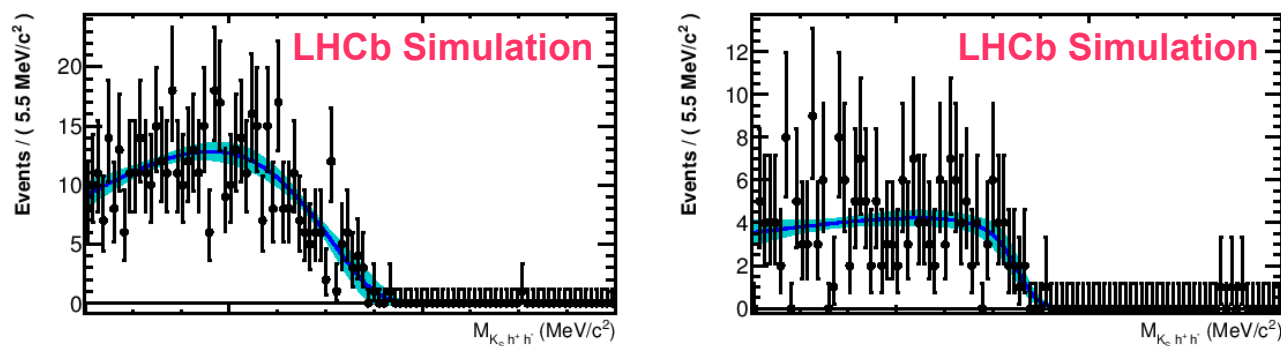 LHCb Simulation
Events / ( 5.5 MeV/c²)
20
15
10
5
0
M_{K_S h⁺ h⁻} (MeV/c²)
LHCb Simulation
Events / ( 5.5 MeV/c²)
12
10
8
6
4
2
0
M_{K_S h⁺ h⁻} (MeV/c²)